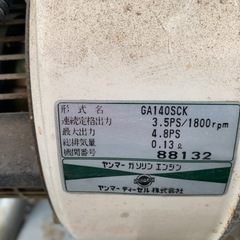 形式 GA140SCK
連続定格出力 3.5PS/1800rpm
最大出力 4.8PS
総排気量 0.13ℓ
機関番号 88132
ヤンマー ガソリン エンジン
ヤンマーディーゼル株式会社